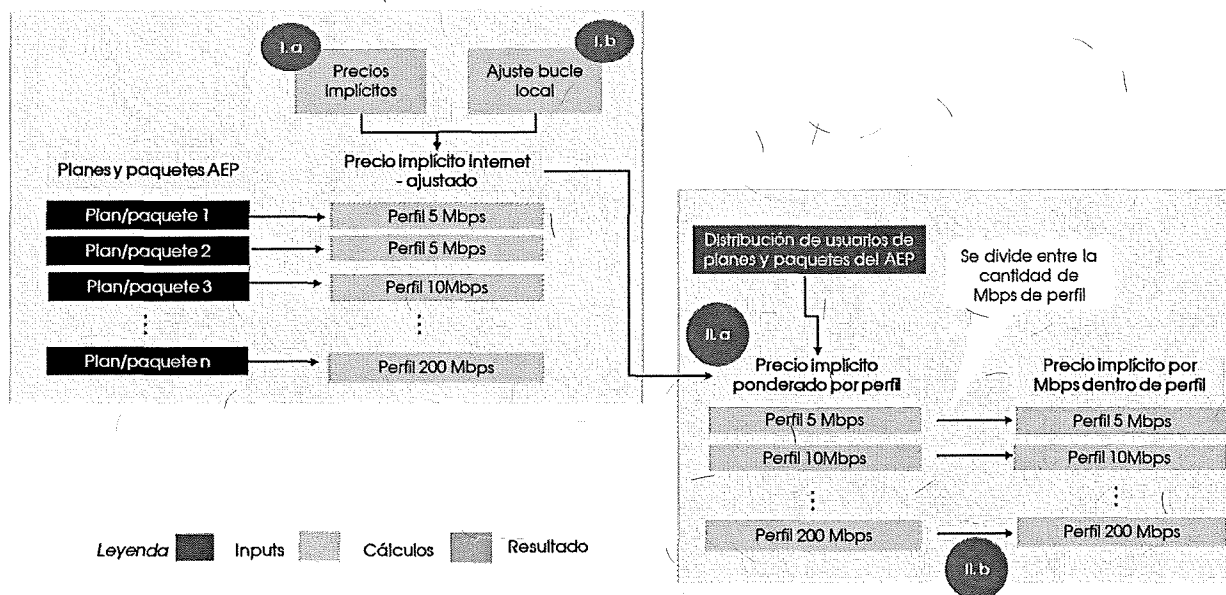 I.a
I.b
Precios
implícitos
Ajuste bucle
local
Planes y paquetes AEP
Precio implícito internet
- ajustado
Plan/paquete 1
Perfil 5 Mbps
Plan/paquete 2
Perfil 5 Mbps
Plan/paquete 3
Perfil 10Mbps
Plan/paquete n
Perfil 200 Mbps
Distribución de usuarios de
planes y paquetes del AEP
Se divide entre la
cantidad de
Mbps de perfil
II.a
Precio implícito
ponderado por perfil
Precio implícito por
Mbps dentro de perfil
Perfil 5 Mbps
Perfil 5 Mbps
Perfil 10Mbps
Perfil 10Mbps
Perfil 200 Mbps
Perfil 200 Mbps
II.b
Leyenda
Inputs
Cálculos
Resultado